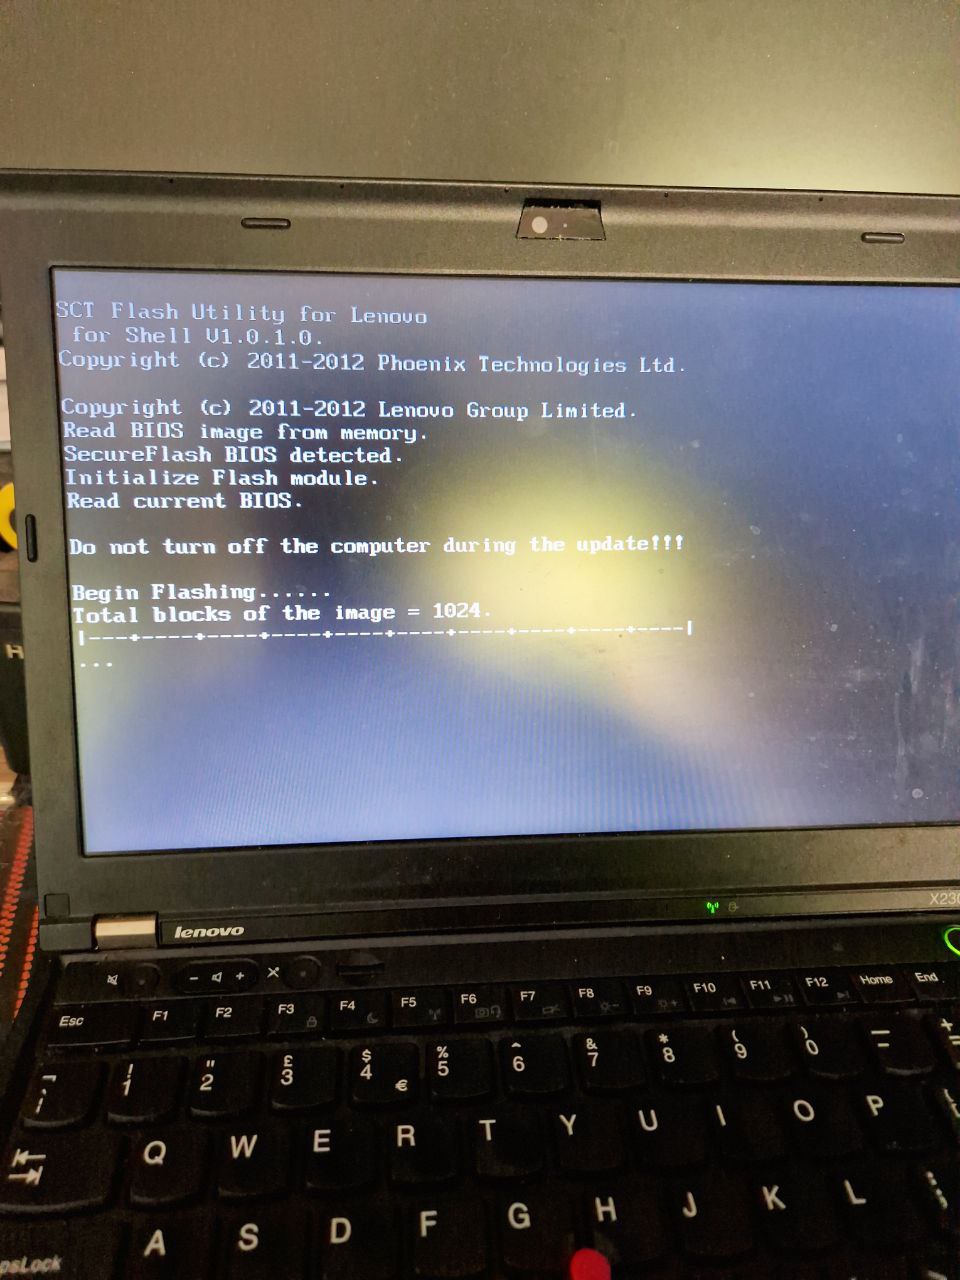 SCT Flash Utility for Lenovo
for Shell V1.0.1.0.
Copyright (c) 2011-2012 Phoenix Technologies Ltd.
Copyright (c) 2011-2012 Lenovo Group Limited.
Read BIOS image from memory.
SecureFlash BIOS detected.
Initialize Flash module.
Read current BIOS.
Do not turn off the computer during the update!!!
Begin Flashing......
Total blocks of the image = 1024.
|---+----+----+----+----+----+----+----+----+----|
...
X230
lenovo
- +
Esc F1 F2 F3 F4 F5 F6 F7 F8 F9 F10 F11 F12 Home End
! " £ $ % ^ & * ( )
1 2 3 4 € 5 6 7 8 9 0
Q W E R T Y U I O P
A S D F G H J K L